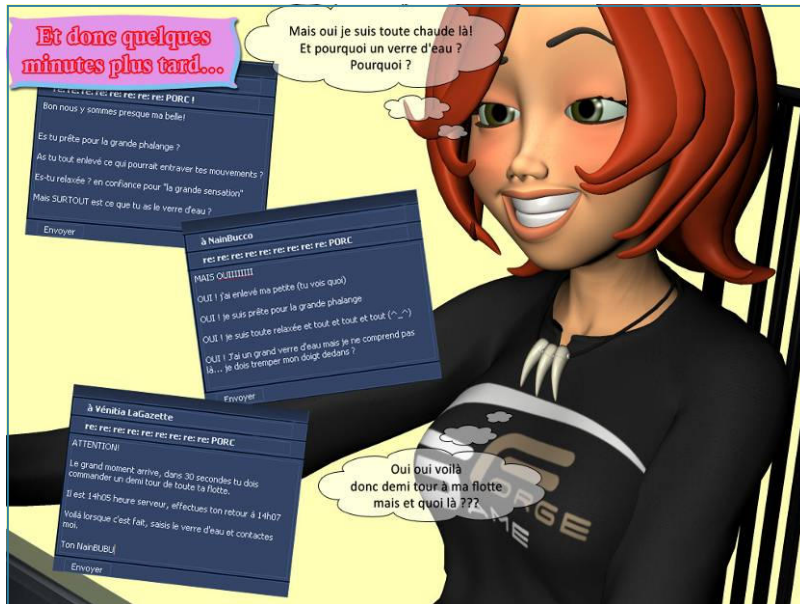 Et donc quelques
minutes plus tard...
Mais oui je suis toute chaude là!
Et pourquoi un verre d'eau ?
Pourquoi ?
re: re: re: re: re: re: re: PORC !
Bon nous y sommes presque ma belle!
Es tu prête pour la grande phalange ?
As tu tout enlevé ce qui pourrait entraver tes mouvements ?
Es-tu relaxée ? en confiance pour "la grande sensation"
Mais SURTOUT est ce que tu as le verre d'eau ?
Envoyer
à NainBucco
re: re: re: re: re: re: re: re: PORC
MAIS OUIIIIIIII
OUI ! j'ai enlevé ma petite (tu vois quoi)
OUI ! je suis prête pour la grande phalange
OUI ! je suis toute relaxée et tout et tout et tout (^_^)
OUI ! J'ai un grand verre d'eau mais je ne comprend pas
là... je dois tremper mon doigt dedans ?
Envoyer
à Vénitia LaGazette
re: re: re: re: re: re: re: re: PORC
ATTENTION!
Le grand moment arrive, dans 30 secondes tu dois
commander un demi tour de toute ta flotte.
Il est 14h05 heure serveur, effectues ton retour à 14h07
Voilà lorsque c'est fait, saisis le verre d'eau et contactes
moi.
Ton NainBUBU
Envoyer
Oui oui voilà
donc demi tour à ma flotte
mais et quoi là ???